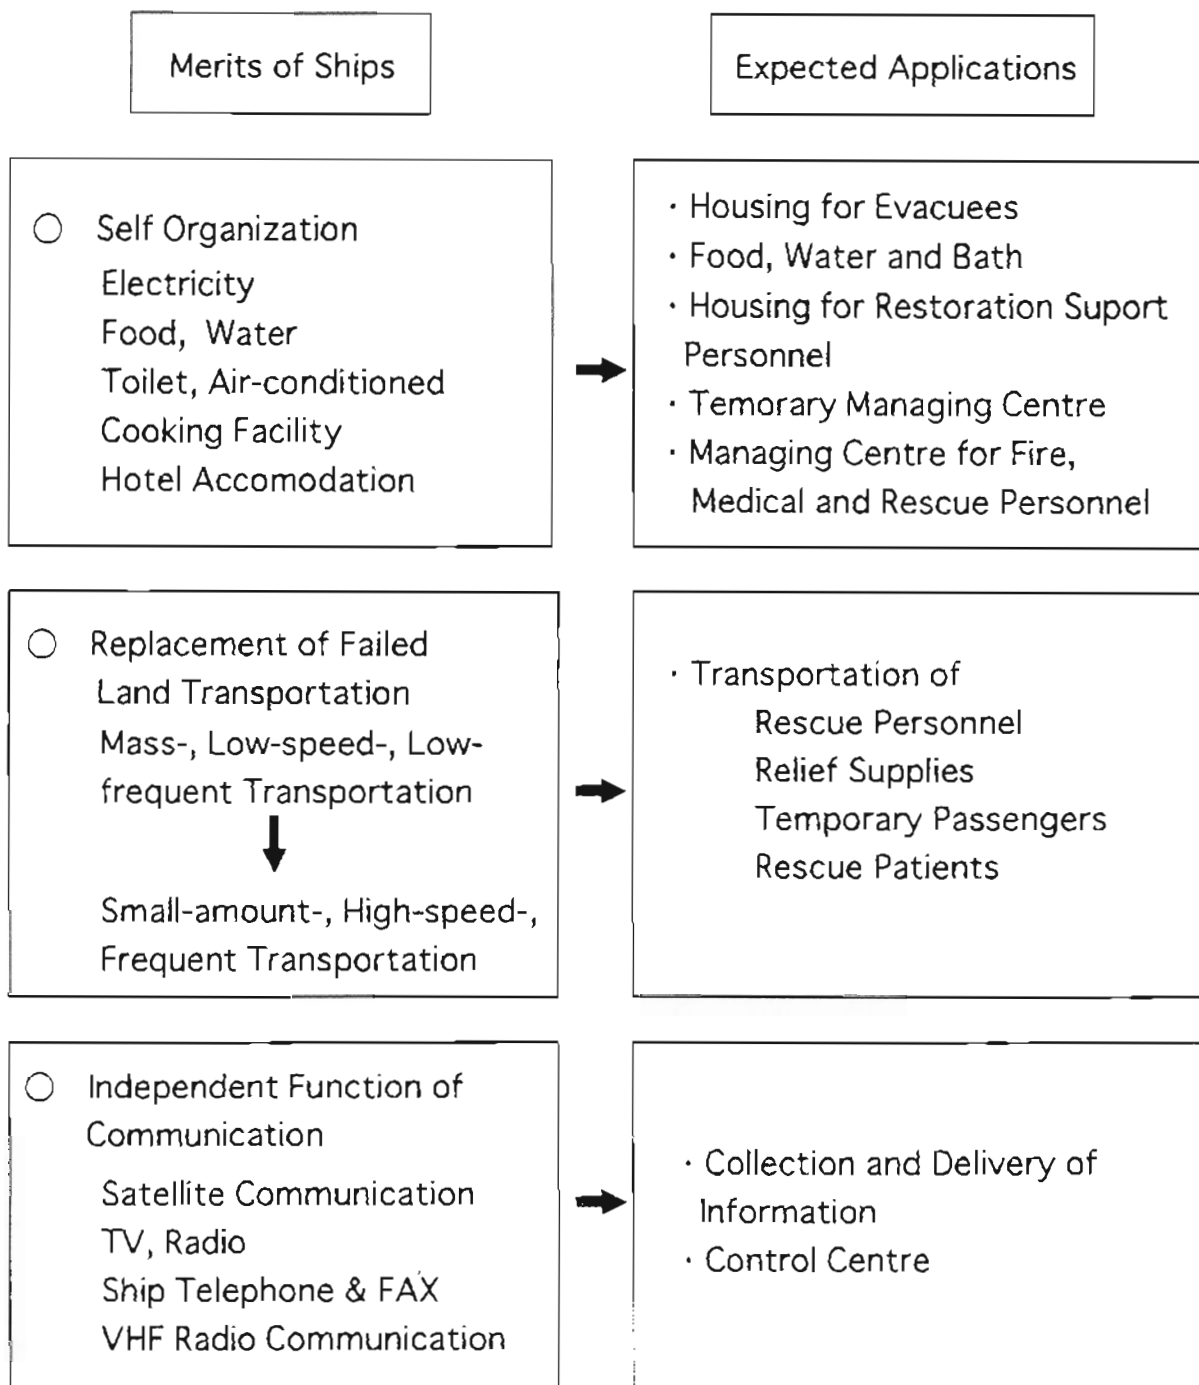 Merits of Ships
Expected Applications
○ Self Organization
Electricity
Food, Water
Toilet, Air-conditioned
Cooking Facility
Hotel Accomodation
· Housing for Evacuees
· Food, Water and Bath
· Housing for Restoration Suport
Personnel
· Temorary Managing Centre
· Managing Centre for Fire,
Medical and Rescue Personnel
○ Replacement of Failed
Land Transportation
Mass-, Low-speed-, Low-
frequent Transportation
Small-amount-, High-speed-,
Frequent Transportation
· Transportation of
Rescue Personnel
Relief Supplies
Temporary Passengers
Rescue Patients
○ Independent Function of
Communication
Satellite Communication
TV, Radio
Ship Telephone & FAX
VHF Radio Communication
· Collection and Delivery of
Information
· Control Centre